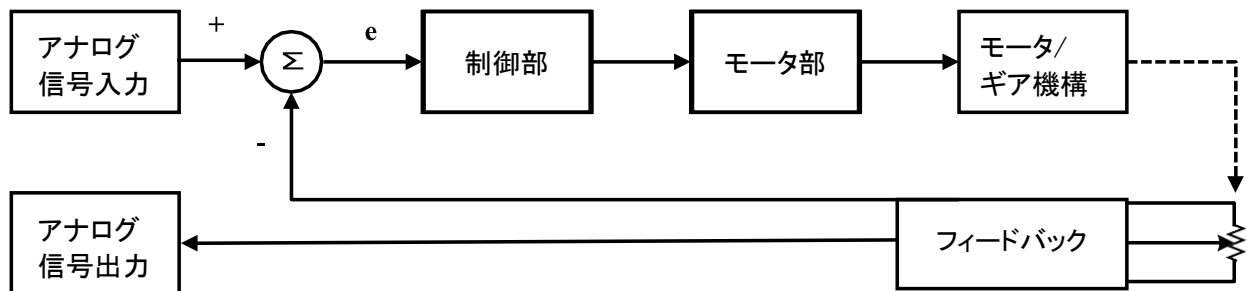 アナログ
信号入力
+
Σ
e
制御部
モータ部
モータ/
ギア機構
-
アナログ
信号出力
フィードバック